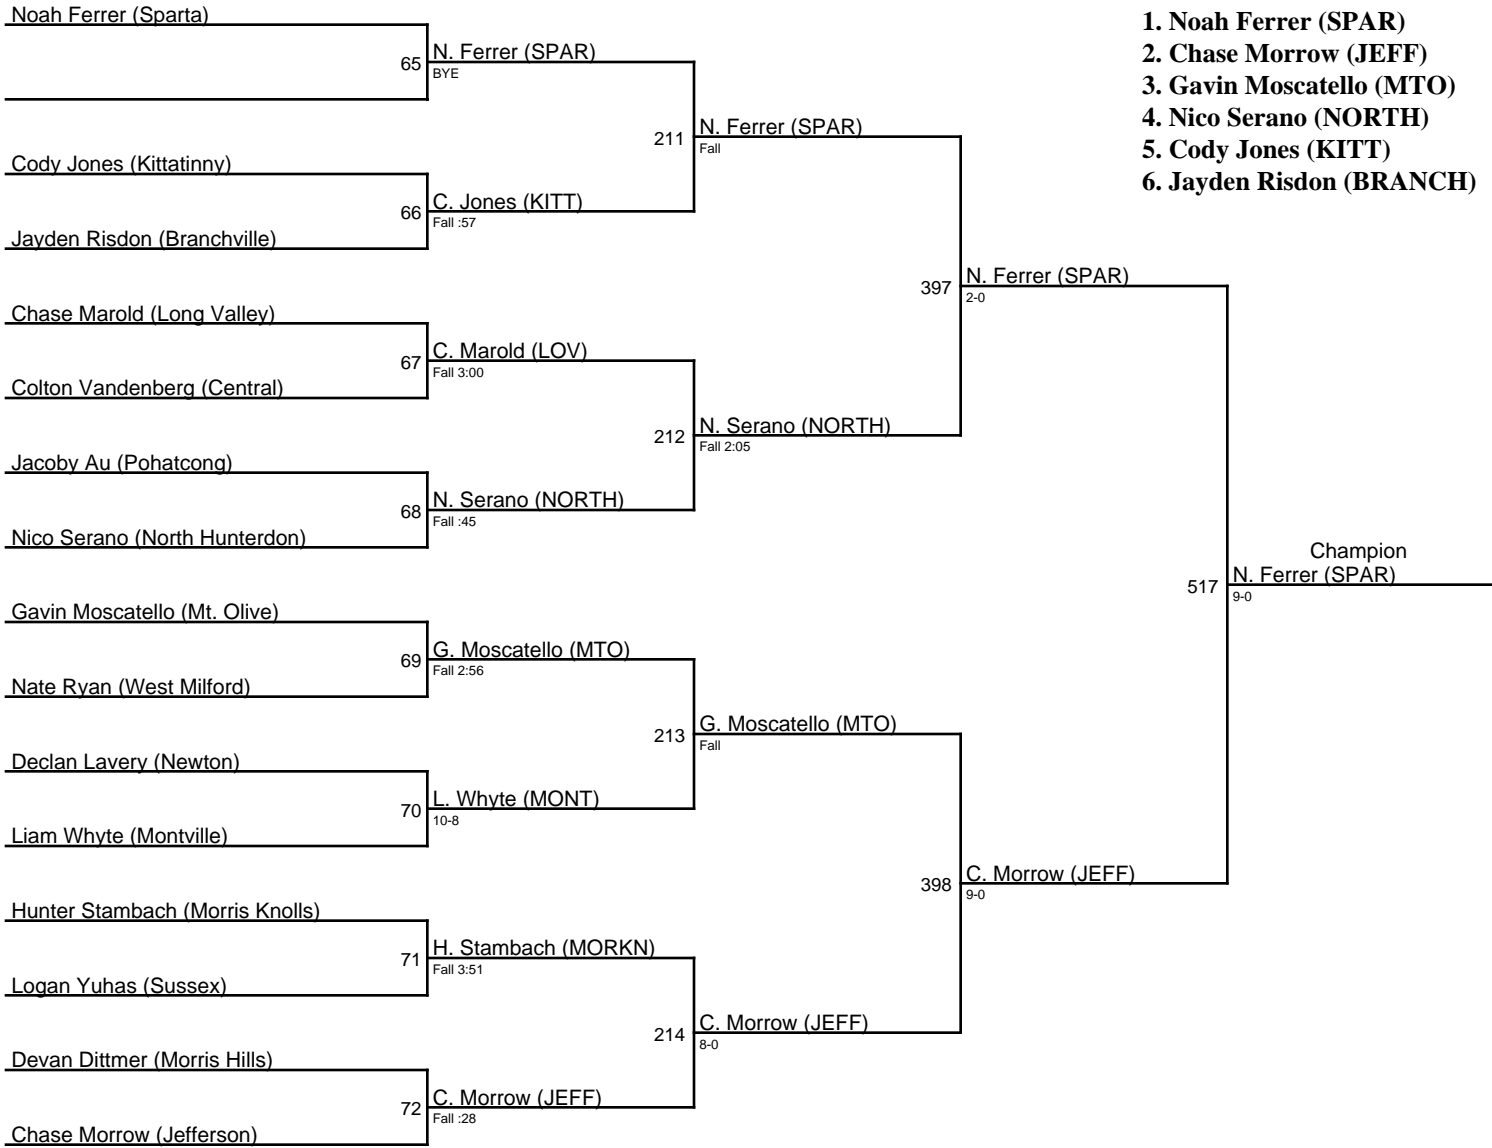 Noah Ferrer (Sparta)
65
N. Ferrer (SPAR)
BYE
Cody Jones (Kittatinny)
66
C. Jones (KITT)
Fall :57
Jayden Risdon (Branchville)
211
N. Ferrer (SPAR)
Fall
Chase Marold (Long Valley)
67
C. Marold (LOV)
Fall 3:00
Colton Vandenberg (Central)
212
N. Serano (NORTH)
Fall 2:05
Jacoby Au (Pohatcong)
68
N. Serano (NORTH)
Fall :45
Nico Serano (North Hunterdon)
397
N. Ferrer (SPAR)
2-0
Gavin Moscatello (Mt. Olive)
69
G. Moscatello (MTO)
Fall 2:56
Nate Ryan (West Milford)
213
G. Moscatello (MTO)
Fall
Declan Lavery (Newton)
70
L. Whyte (MONT)
10-8
Liam Whyte (Montville)
Hunter Stambach (Morris Knolls)
71
H. Stambach (MORKN)
Fall 3:51
Logan Yuhas (Sussex)
214
C. Morrow (JEFF)
8-0
Devan Dittmer (Morris Hills)
72
C. Morrow (JEFF)
Fall :28
Chase Morrow (Jefferson)
398
C. Morrow (JEFF)
9-0
517
Champion
N. Ferrer (SPAR)
9-0
1. Noah Ferrer (SPAR)
2. Chase Morrow (JEFF)
3. Gavin Moscatello (MTO)
4. Nico Serano (NORTH)
5. Cody Jones (KITT)
6. Jayden Risdon (BRANCH)